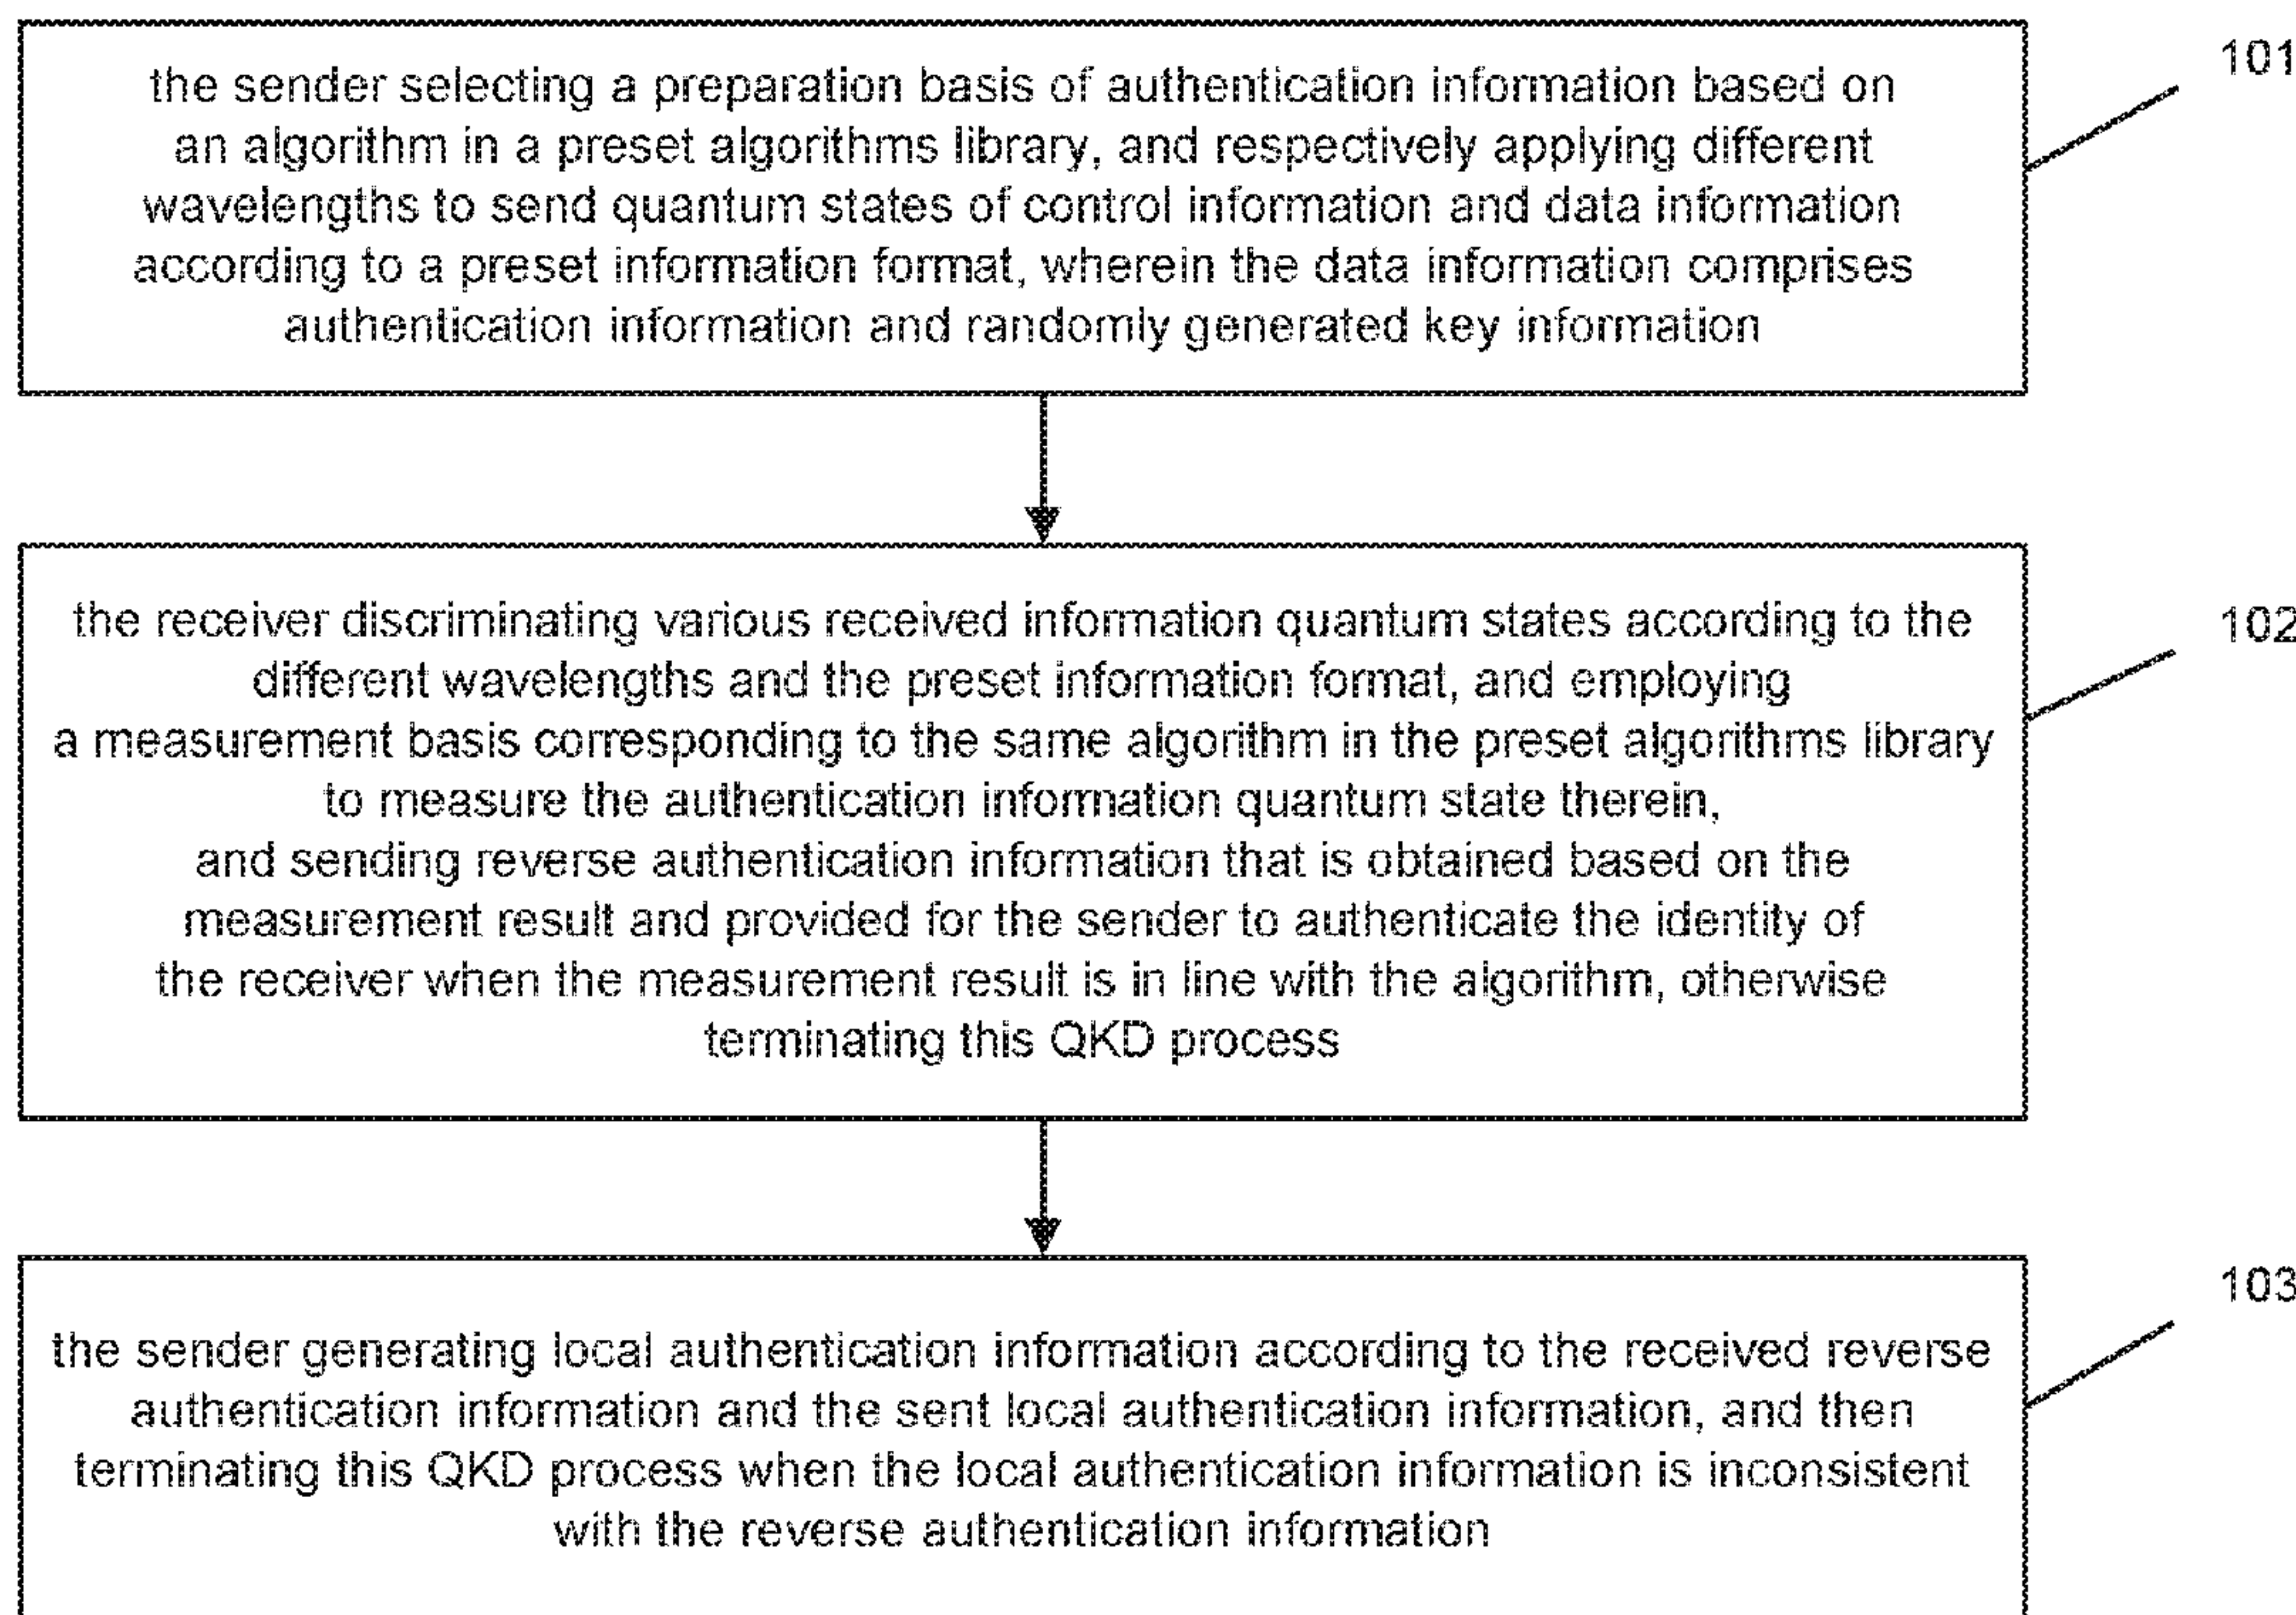 the sender selecting a preparation basis of authentication information based on
an algorithm in a preset algorithms library, and respectively applying different
wavelengths to send quantum states of control information and data information
according to a preset information format, wherein the data information comprises
authentication information and randomly generated key information
101
the receiver discriminating various received information quantum states according to the
different wavelengths and the preset information format, and employing
a measurement basis corresponding to the same algorithm in the preset algorithms library
to measure the authentication information quantum state therein,
and sending reverse authentication information that is obtained based on the
measurement result and provided for the sender to authenticate the identity of
the receiver when the measurement result is in line with the algorithm, otherwise
terminating this QKD process
102
the sender generating local authentication information according to the received reverse
authentication information and the sent local authentication information, and then
terminating this QKD process when the local authentication information is inconsistent
with the reverse authentication information
103